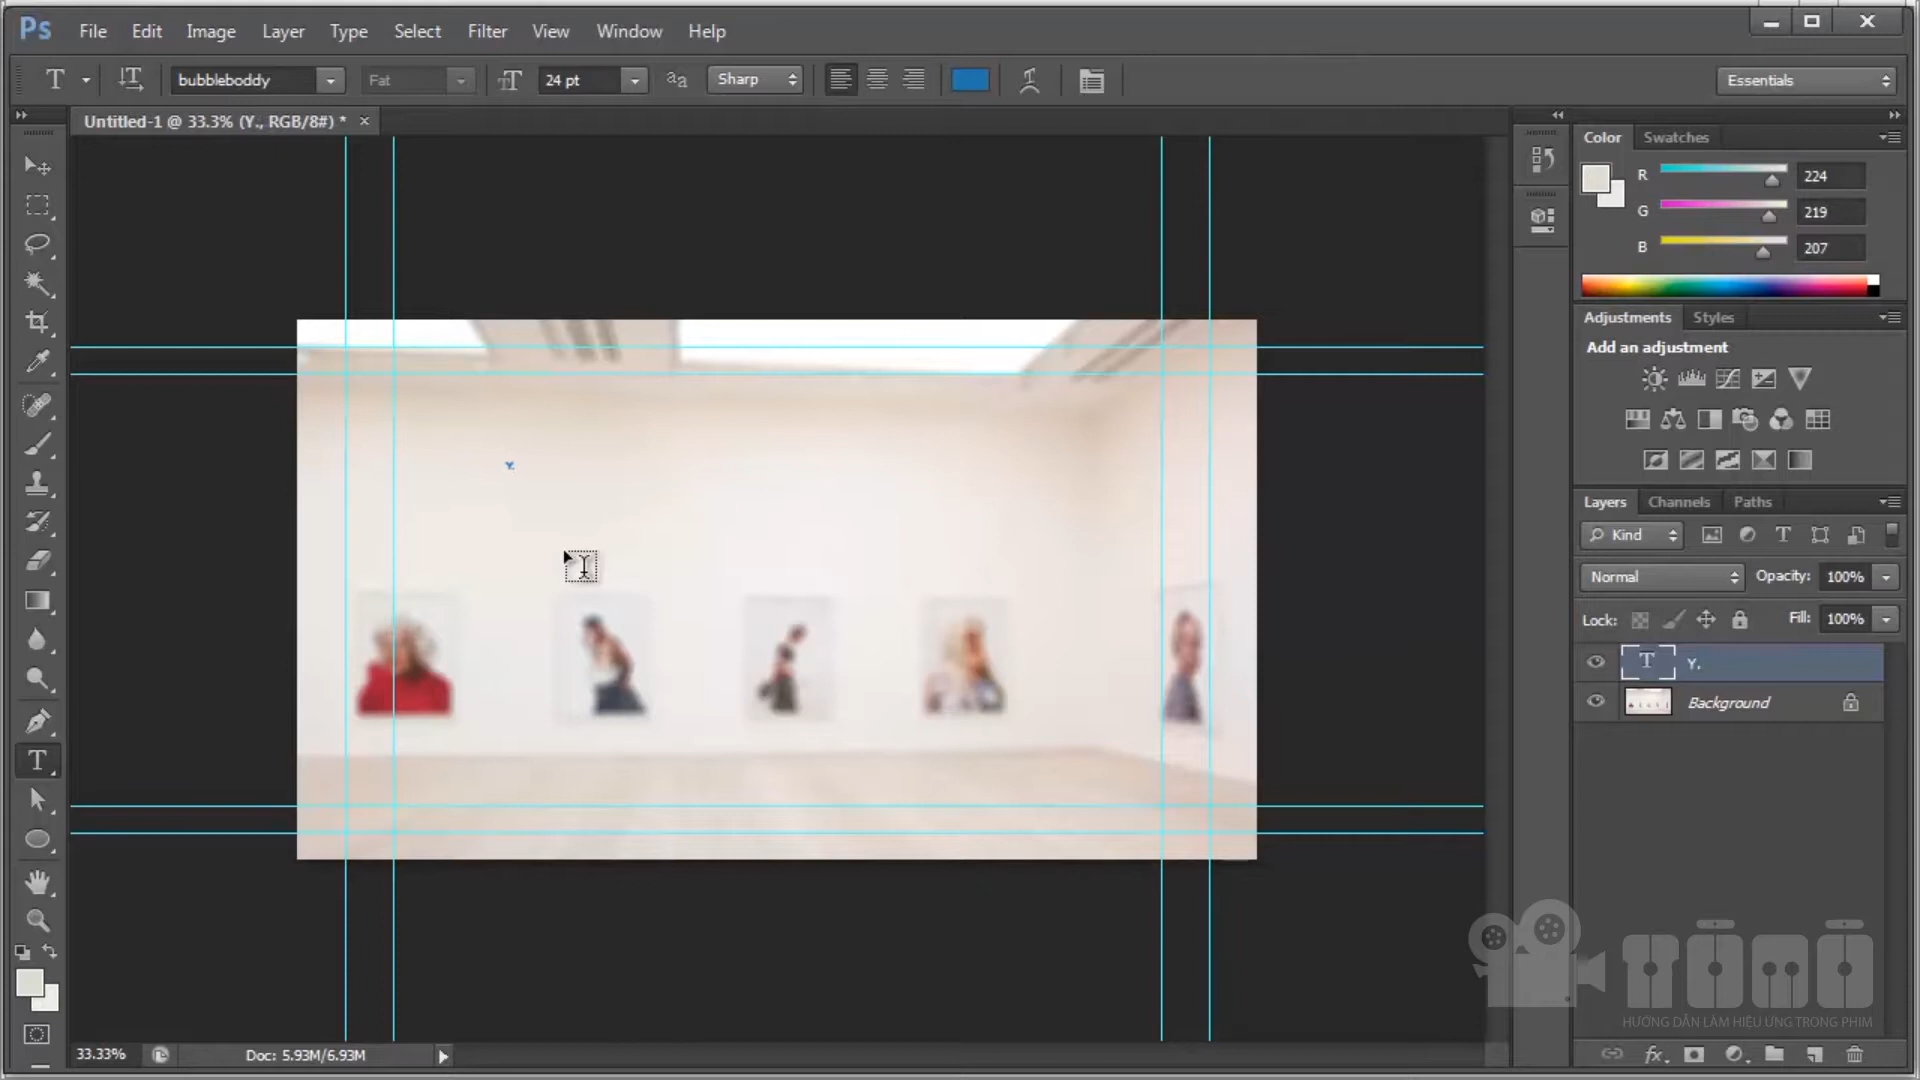 Ps File Edit Image Layer Type Select Filter View Window Help
T bubbleboddy Fat 24 pt aa Sharp Essentials
Untitled-1 @ 33.3% (Y., RGB/8#) * ×
Color Swatches
R 224
G 219
B 207
Adjustments Styles
Add an adjustment
Y.
Layers Channels Paths
Kind
Normal Opacity: 100%
Lock: Fill: 100%
T Y.
Background
HƯỚNG DẪN LÀM HIỆU ỨNG TRONG PHIM
33.33% Doc: 5.93M/6.93M
fx